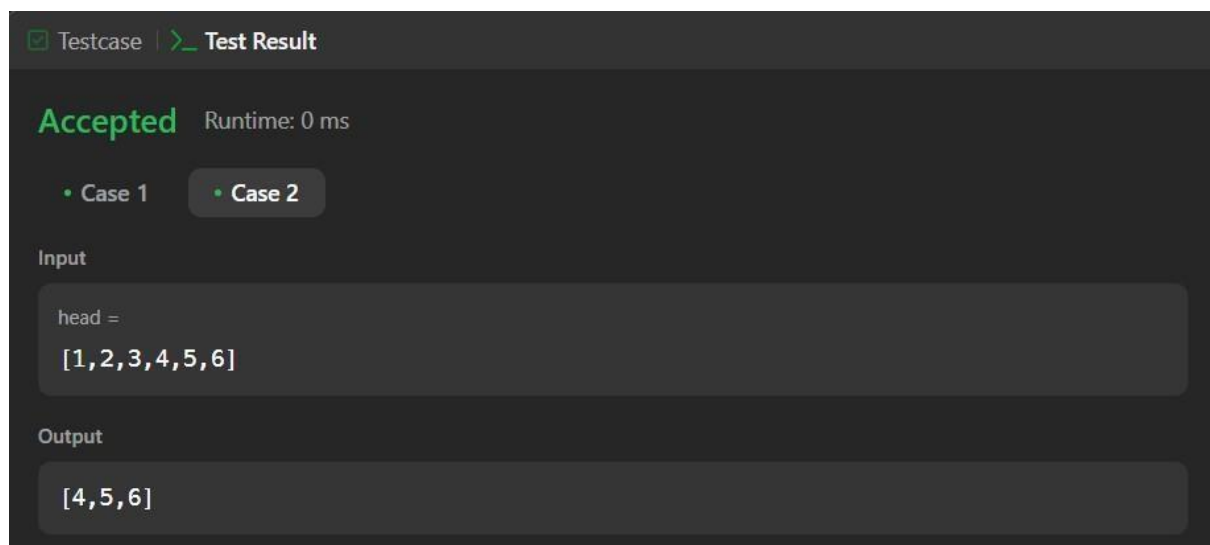 Testcase | >_ Test Result
Accepted Runtime: 0 ms
• Case 1 • Case 2
Input
head =
[1,2,3,4,5,6]
Output
[4,5,6]